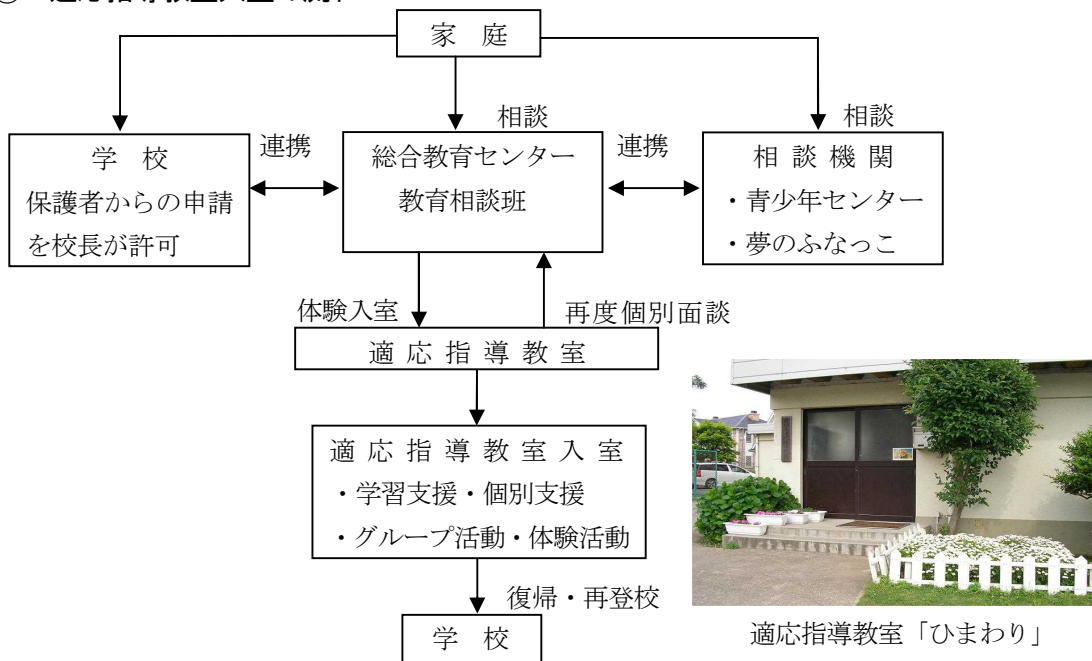 家 庭
相談
相談
学 校
保護者からの申請
を校長が許可
連携
総合教育センター
教育相談班
連携
相 談 機 関
・青少年センター
・夢のふなっこ
体験入室
再度個別面談
適 応 指 導 教 室
適 応 指 導 教 室 入 室
・学習支援・個別支援
・グループ活動・体験活動
復帰・再登校
学 校
適応指導教室「ひまわり」